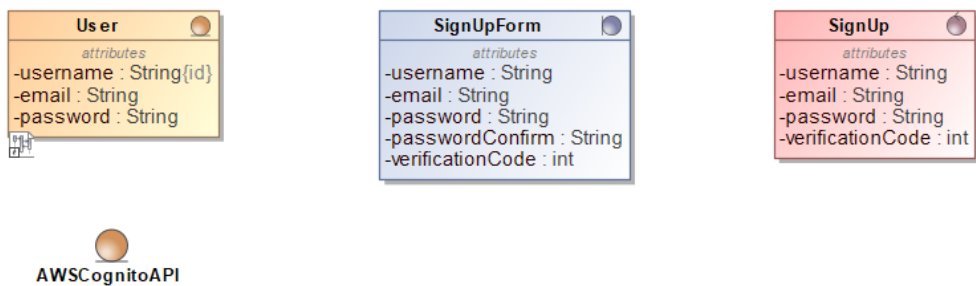 User
attributes
-username : String{id}
-email : String
-password : String
SignUpForm
attributes
-username : String
-email : String
-password : String
-passwordConfirm : String
-verificationCode : int
SignUp
attributes
-username : String
-email : String
-password : String
-verificationCode : int
AWSCognitoAPI